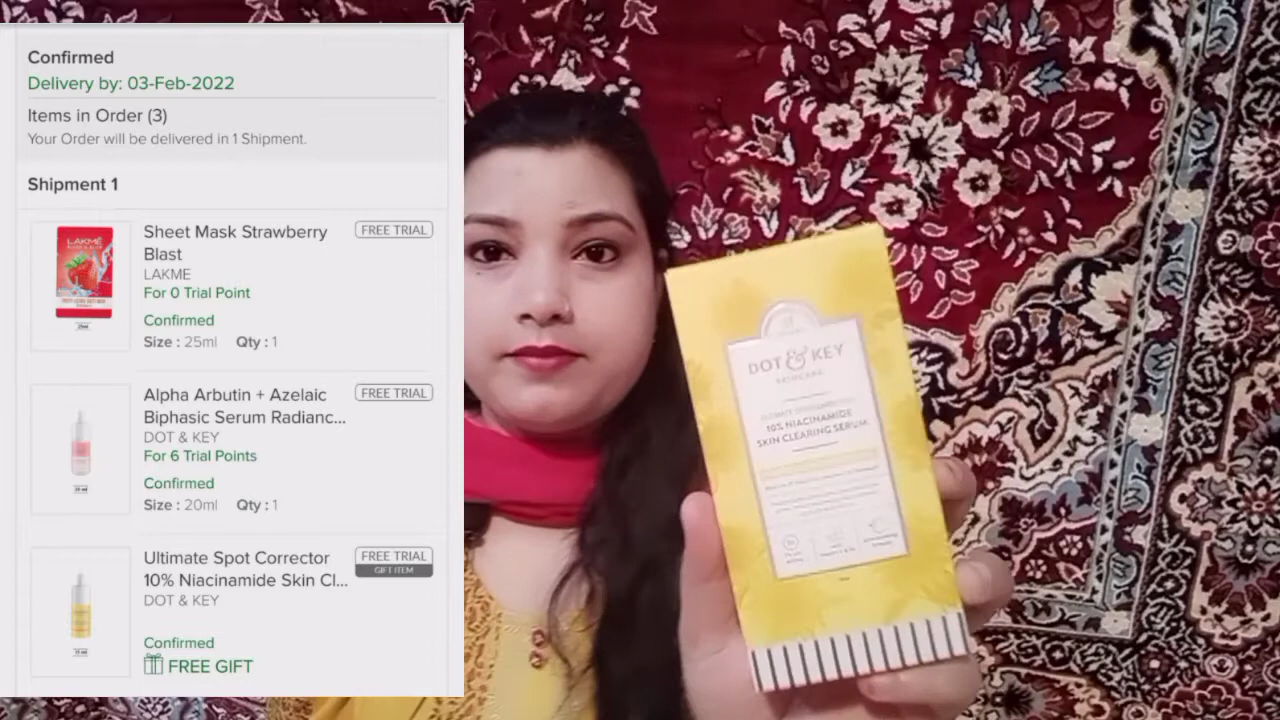 Confirmed
Delivery by: 03-Feb-2022
Items in Order (3)
Your Order will be delivered in 1 Shipment.
Shipment 1
Sheet Mask Strawberry
Blast
FREE TRIAL
LAKME
For 0 Trial Point
Confirmed
Size : 25ml Qty : 1
LAKMÉ
25ml
Alpha Arbutin + Azelaic
Biphasic Serum Radianc...
FREE TRIAL
DOT & KEY
For 6 Trial Points
Confirmed
Size : 20ml Qty : 1
Ultimate Spot Corrector
10% Niacinamide Skin Cl...
FREE TRIAL
GIFT ITEM
DOT & KEY
Confirmed
FREE GIFT
DOT & KEY
SKINCARE
10% NIACINAMIDE
SKIN CLEARING SERUM